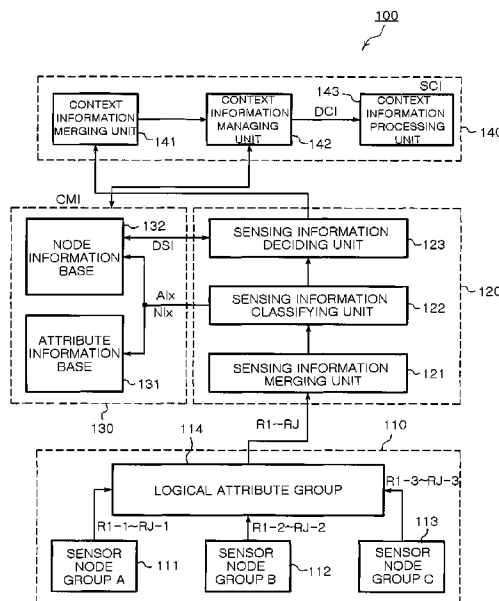 100
SCI
143
CONTEXT
INFORMATION
MERGING UNIT
141
CONTEXT
INFORMATION
MANAGING
UNIT
142
DCI
CONTEXT
INFORMATION
PROCESSING
UNIT
140
CMI
132
NODE
INFORMATION
BASE
DSI
SENSING INFORMATION
DECIDING UNIT
123
120
AIx
NIx
SENSING INFORMATION
CLASSIFYING UNIT
122
ATTRIBUTE
INFORMATION
BASE
131
SENSING INFORMATION
MERGING UNIT
121
130
R1~RJ
114
110
LOGICAL ATTRIBUTE GROUP
R1-3~RJ-3
R1-1~RJ-1
R1-2~RJ-2
113
SENSOR
NODE
GROUP A
111
SENSOR
NODE
GROUP B
112
SENSOR
NODE
GROUP C